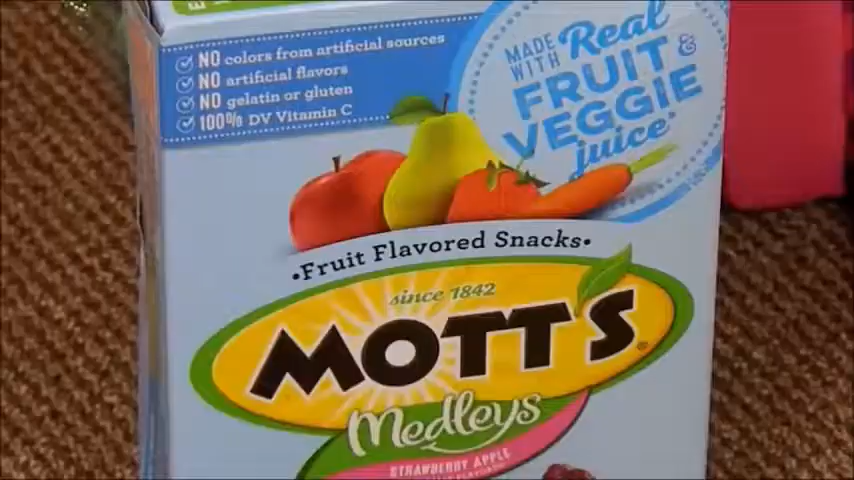 NO colors from artificial sources
NO artificial flavors
NO gelatin or gluten
100% DV Vitamin C
MADE WITH Real
FRUIT &
VEGGIE
juice
•Fruit Flavored Snacks•
since 1842
MOTT'S®
Medleys
STRAWBERRY APPLE